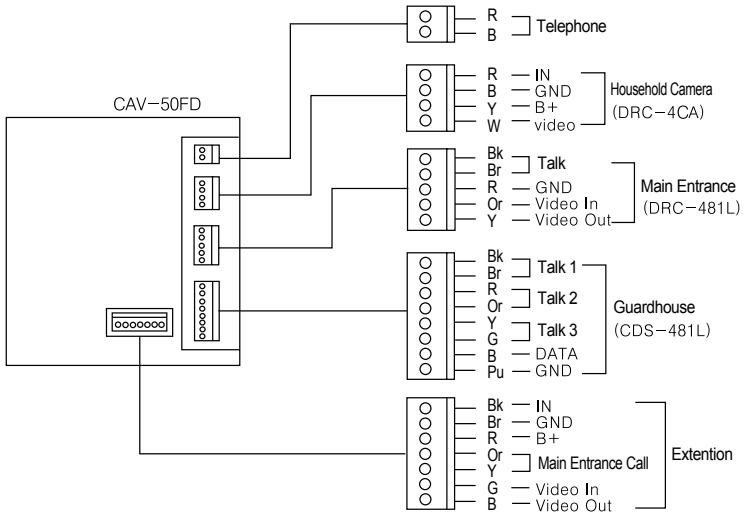 CAV-50FD
R
B
Telephone
R IN
B GND
Y B+
W video
Household Camera
(DRC-4CA)
Bk
Br
Talk
R GND
Or Video In
Y Video Out
Main Entrance
(DRC-481L)
Bk
Br
Talk 1
R
Or
Talk 2
Y
G
Talk 3
B DATA
Pu GND
Guardhouse
(CDS-481L)
Bk IN
Br GND
R B+
Or
Y
Main Entrance Call
G Video In
B Video Out
Extention